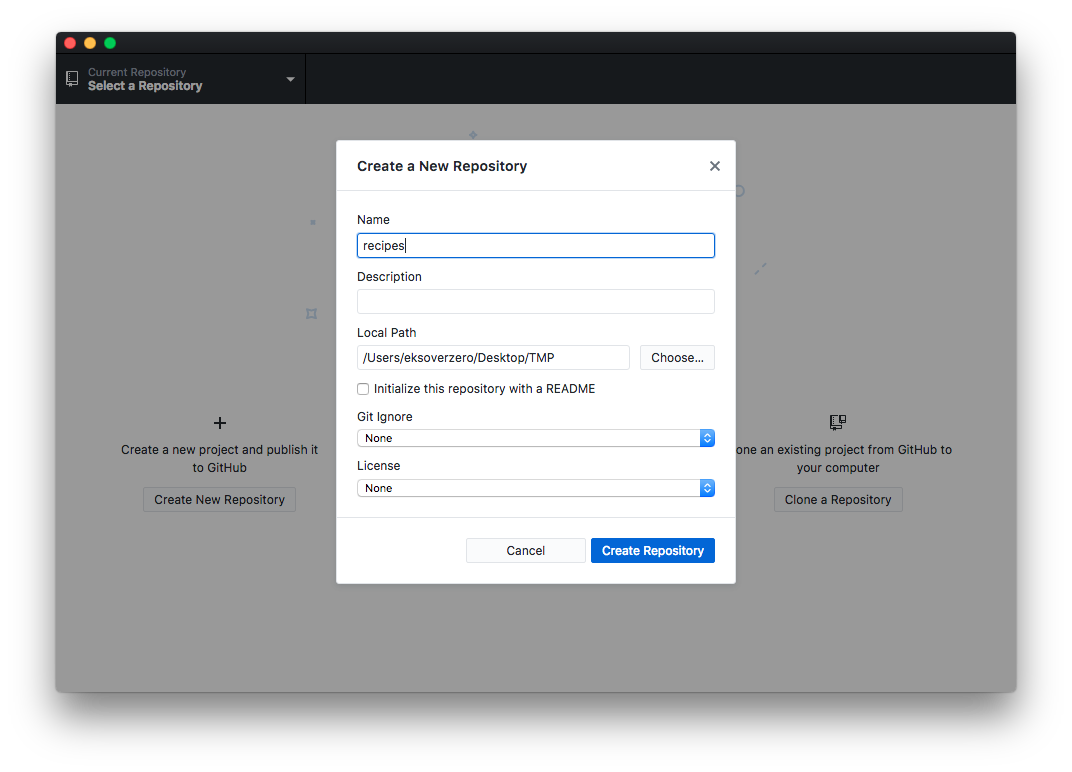 Current Repository
Select a Repository
Create a New Repository
Name
recipes
Description
Local Path
/Users/eksoverzero/Desktop/TMP
Choose...
Initialize this repository with a README
Git Ignore
None
License
None
Cancel
Create Repository
Create a new project and publish it
to GitHub
Create New Repository
one an existing project from GitHub to
your computer
Clone a Repository